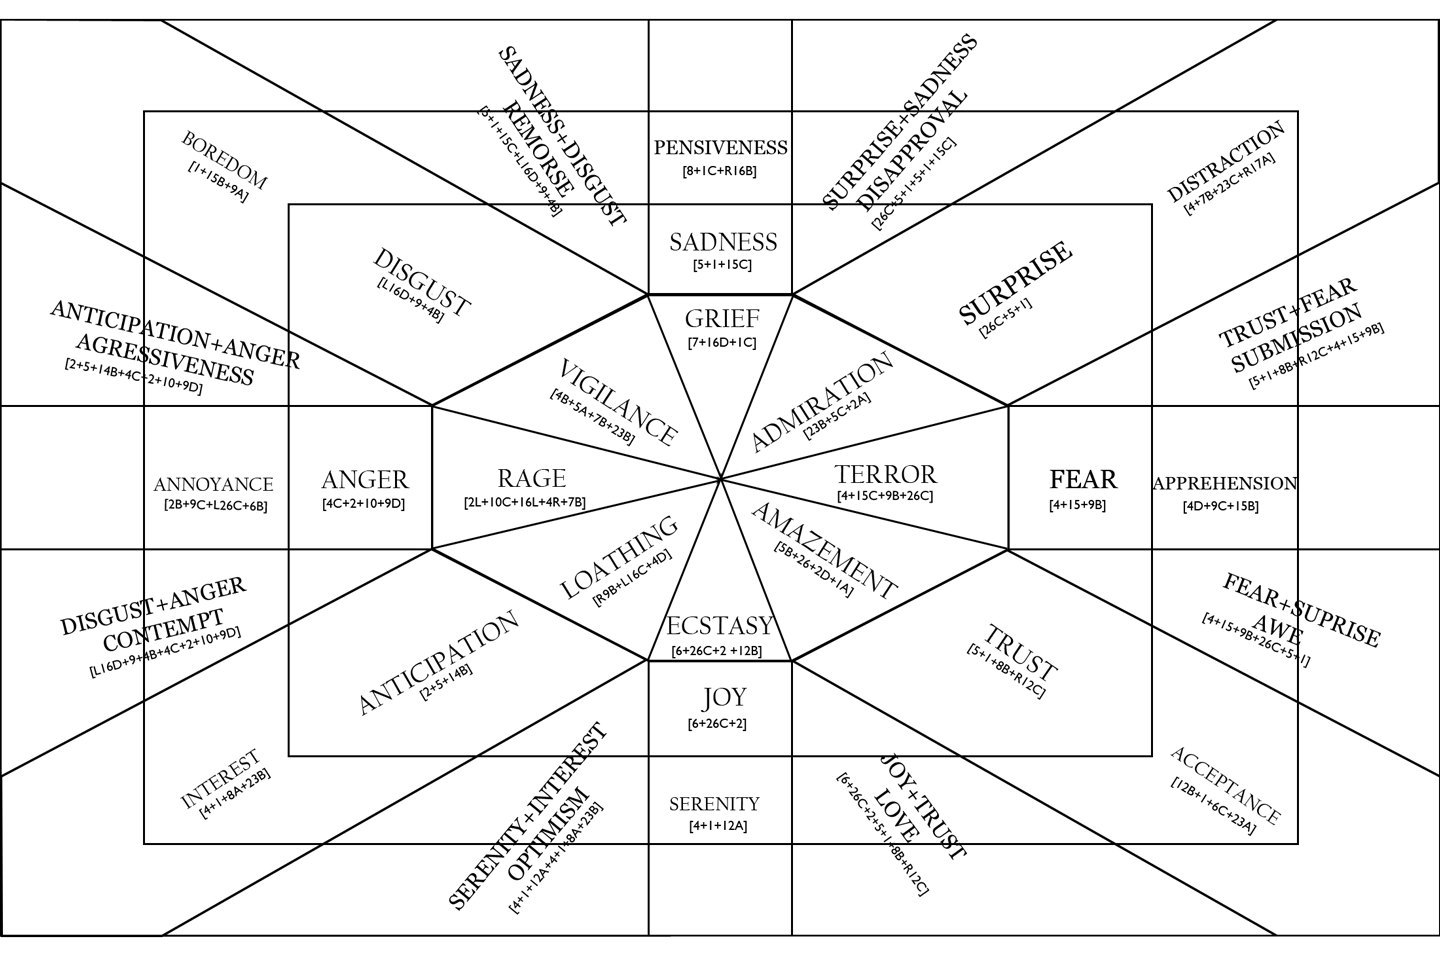 SADNESS+DISGUST
REMORSE
[5+1+15C+L16D+9+4B]
SURPRISE+SADNESS
DISAPPROVAL
[26C+5+1+5+1+15C]
BOREDOM
[1+15B+9A]
PENSIVENESS
[8+1C+R16B]
DISTRACTION
[4+7B+23C+R17A]
DISGUST
[L16D+9+4B]
SADNESS
[5+1+15C]
SURPRISE
[26C+5+1]
ANTICIPATION+ANGER
AGRESSIVENESS
[2+5+14B+4C+2+10+9D]
GRIEF
[7+16D+1C]
TRUST+FEAR
SUBMISSION
[5+1+8B+R12C+4+15+9B]
VIGILANCE
[4B+5A+7B+23B]
ADMIRATION
[23B+5C+2A]
ANNOYANCE
[2B+9C+L26C+6B]
ANGER
[4C+2+10+9D]
RAGE
[2L+10C+16L+4R+7B]
TERROR
[4+15C+9B+26C]
FEAR
[4+15+9B]
APPREHENSION
[4D+9C+15B]
LOATHING
[R9B+L16C+4D]
AMAZEMENT
[5B+26+2D+1A]
DISGUST+ANGER
CONTEMPT
[L16D+9+4B+4C+2+10+9D]
ECSTASY
[6+26C+2 +12B]
FEAR+SUPRISE
AWE
[4+15+9B+26C+5+1]
ANTICIPATION
[2+5+14B]
JOY
[6+26C+2]
TRUST
[5+1+8B+R12C]
INTEREST
[4+1+8A+23B]
SERENITY
[4+1+12A]
ACCEPTANCE
[12B+1+6C+23A]
SERENITY+INTEREST
OPTIMISM
[4+1+12A+4+1+8A+23B]
JOY+TRUST
LOVE
[6+26C+2+5+1+8B+R12C]